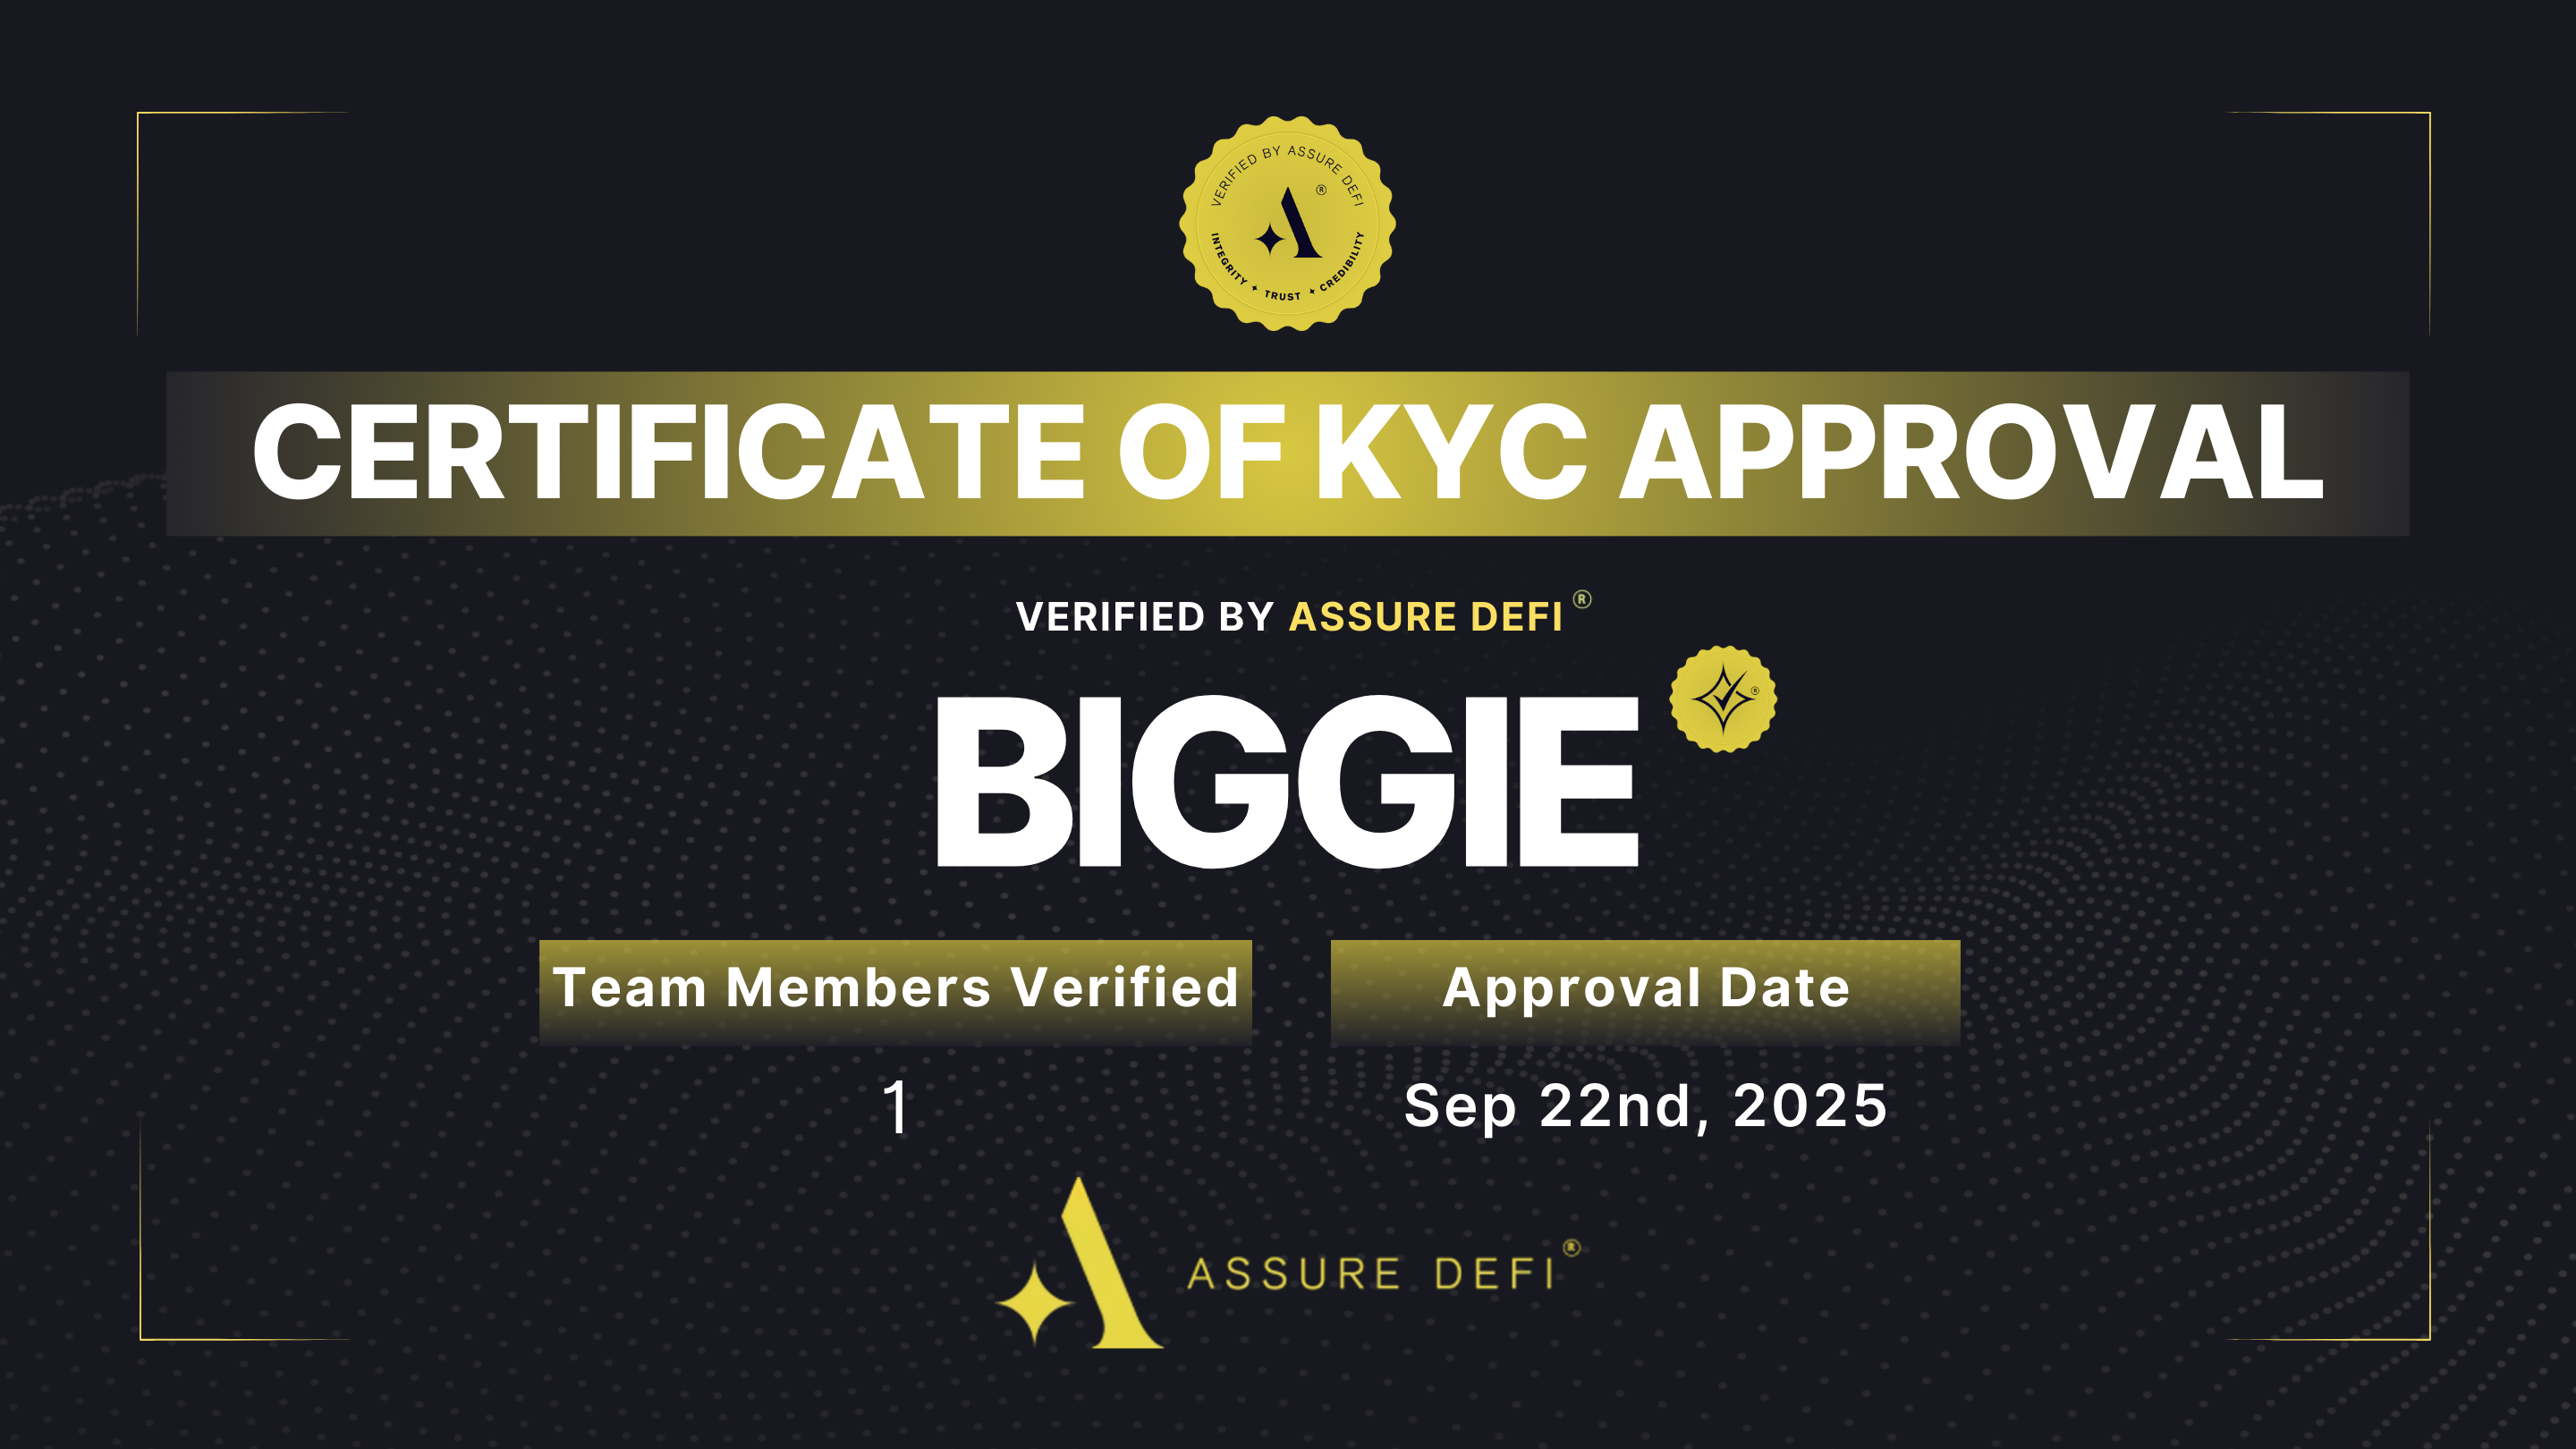 VERIFIED BY ASSURE DEFI
®
INTEGRITY ✦ TRUST ✦ CREDIBILITY
CERTIFICATE OF KYC APPROVAL
VERIFIED BY ASSURE DEFI®
BIGGIE
®
Team Members Verified
1
Approval Date
Sep 22nd, 2025
ASSURE DEFI®